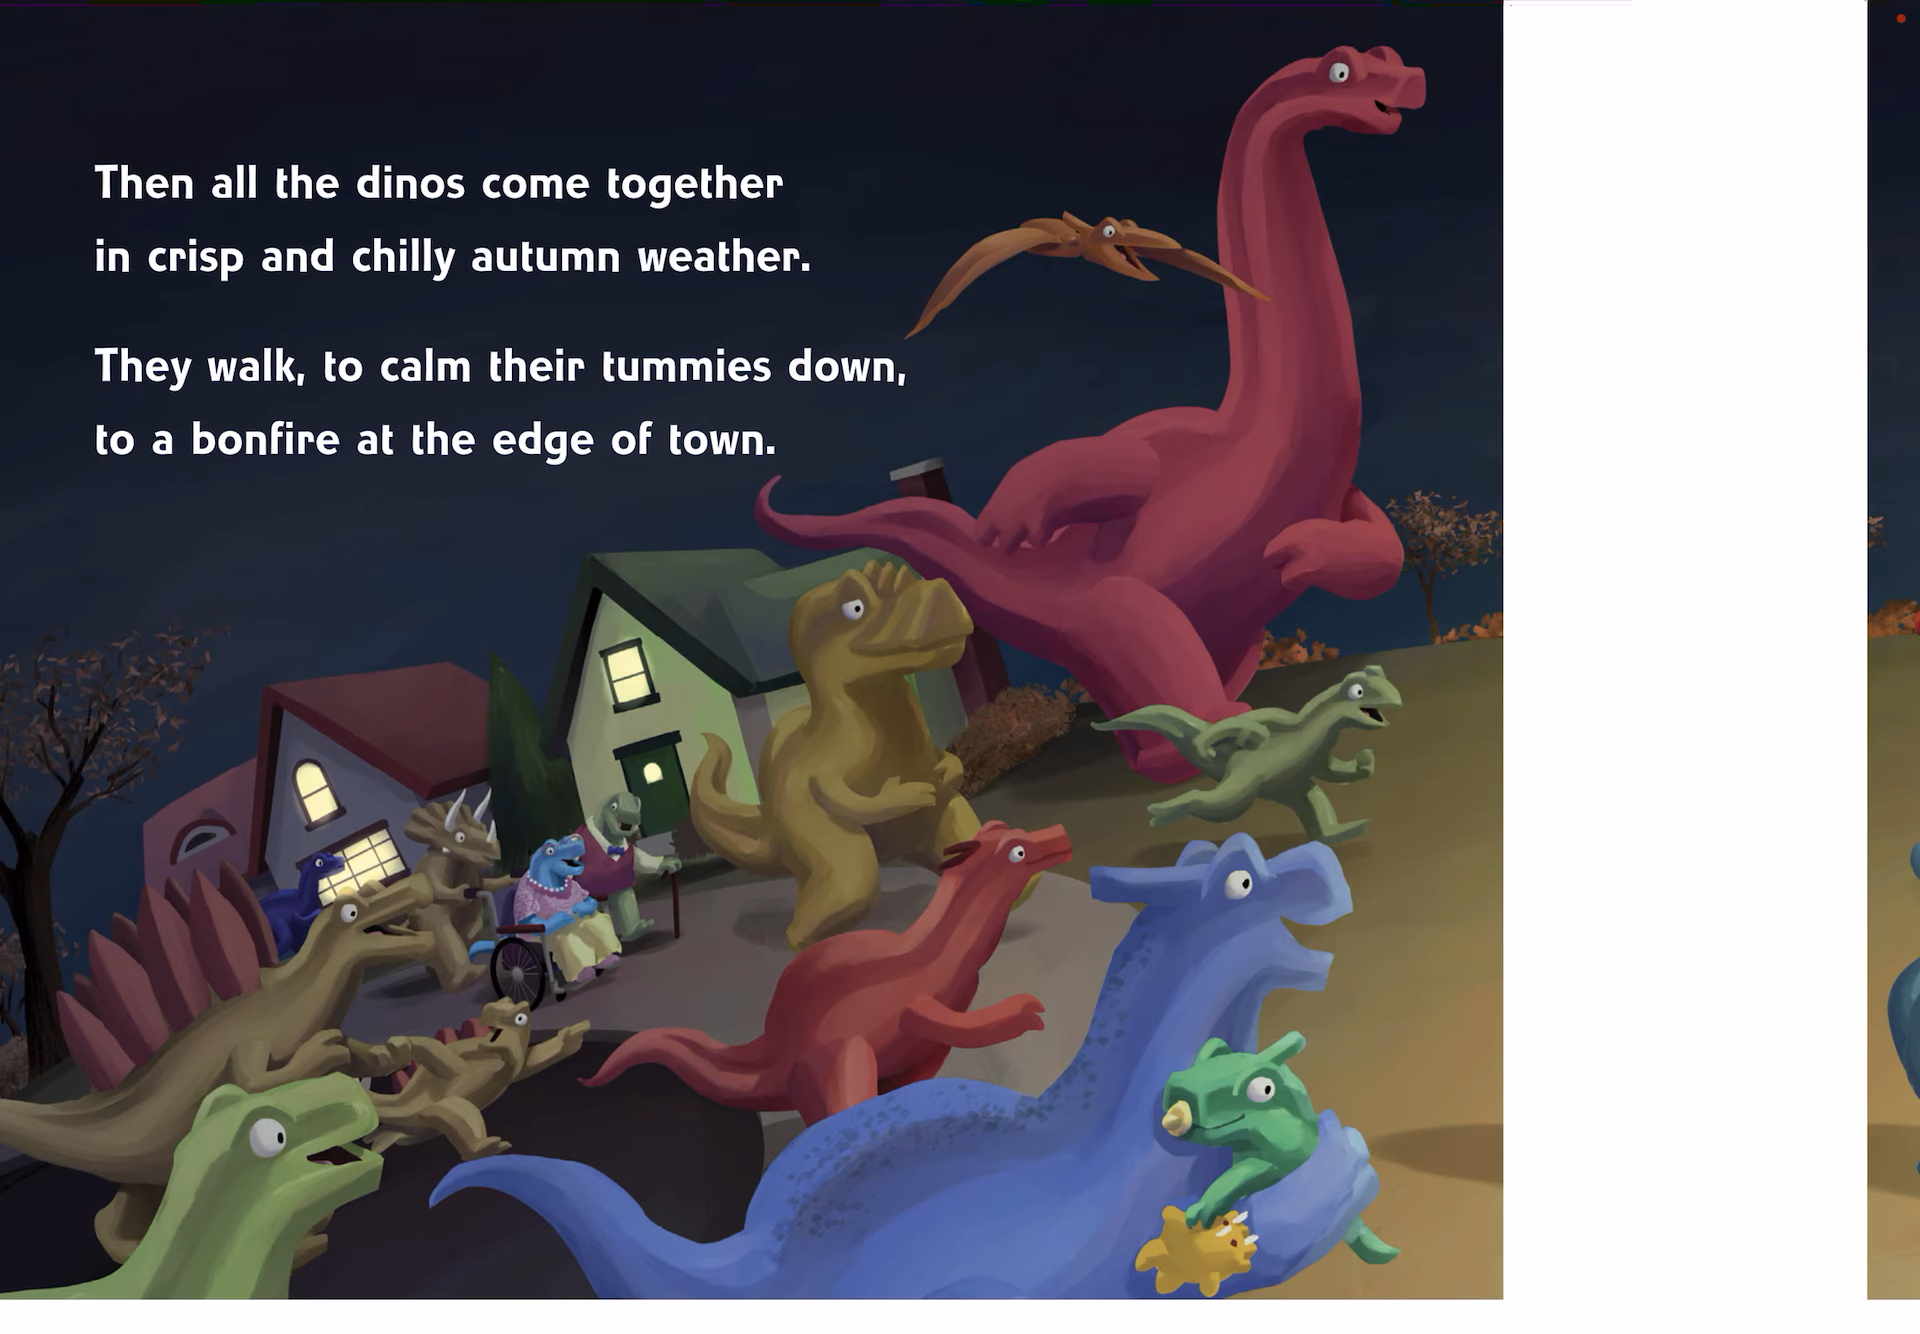 Then all the dinos come together
in crisp and chilly autumn weather.
They walk, to calm their tummies down,
to a bonfire at the edge of town.